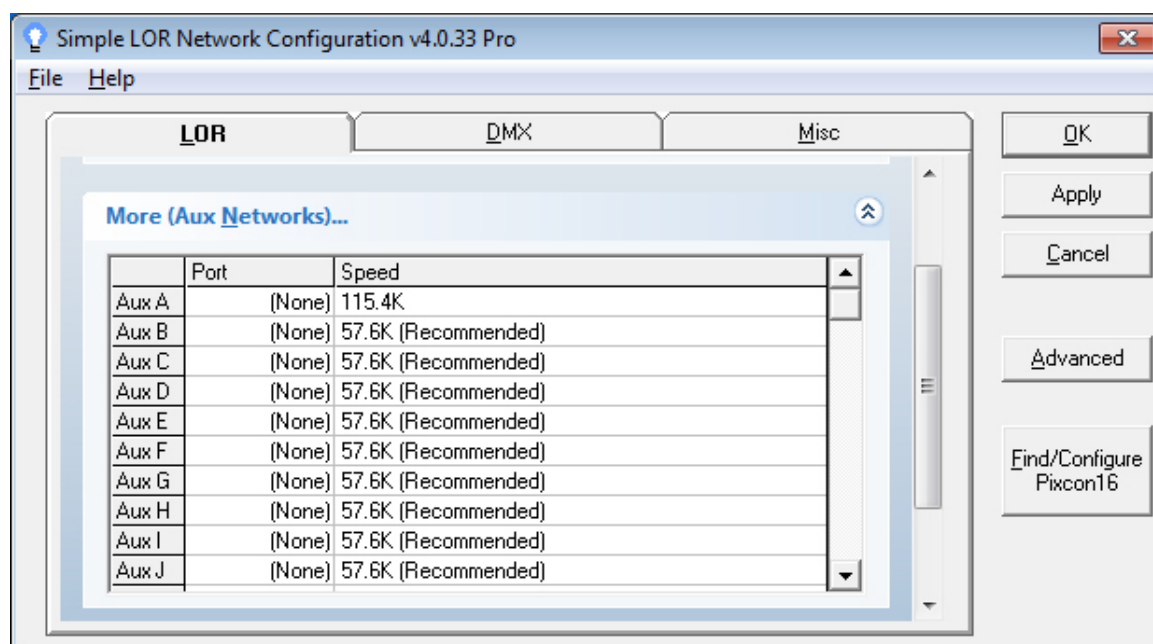 Simple LOR Network Configuration v4.0.33 Pro
File Help
LOR DMX Misc
OK
Apply
Cancel
Advanced
Find/Configure
Pixcon16
More (Aux Networks)...
Port Speed
Aux A (None) 115.4K
Aux B (None) 57.6K (Recommended)
Aux C (None) 57.6K (Recommended)
Aux D (None) 57.6K (Recommended)
Aux E (None) 57.6K (Recommended)
Aux F (None) 57.6K (Recommended)
Aux G (None) 57.6K (Recommended)
Aux H (None) 57.6K (Recommended)
Aux I (None) 57.6K (Recommended)
Aux J (None) 57.6K (Recommended)